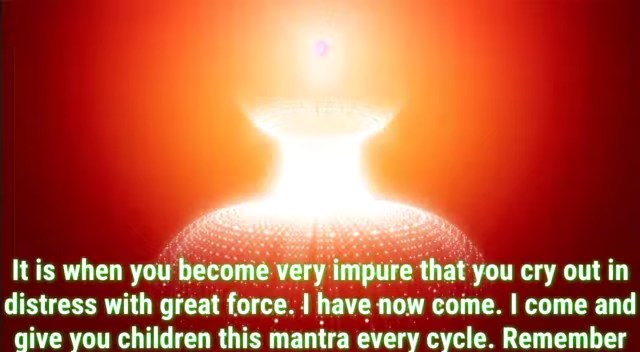 It is when you become very impure that you cry out in
distress with great force. I have now come. I come and
give you children this mantra every cycle. Remember